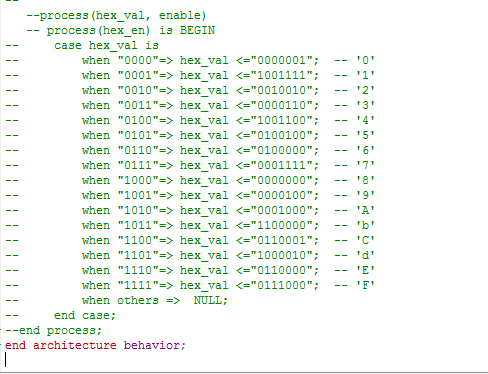 --
   --process(hex_val, enable)
   -- process(hex_en) is BEGIN
--     case hex_val is
--         when "0000"=> hex_val <="0000001";  -- '0'
--         when "0001"=> hex_val <="1001111";  -- '1'
--         when "0010"=> hex_val <="0010010";  -- '2'
--         when "0011"=> hex_val <="0000110";  -- '3'
--         when "0100"=> hex_val <="1001100";  -- '4'
--         when "0101"=> hex_val <="0100100";  -- '5'
--         when "0110"=> hex_val <="0100000";  -- '6'
--         when "0111"=> hex_val <="0001111";  -- '7'
--         when "1000"=> hex_val <="0000000";  -- '8'
--         when "1001"=> hex_val <="0000100";  -- '9'
--         when "1010"=> hex_val <="0001000";  -- 'A'
--         when "1011"=> hex_val <="1100000";  -- 'b'
--         when "1100"=> hex_val <="0110001";  -- 'C'
--         when "1101"=> hex_val <="1000010";  -- 'd'
--         when "1110"=> hex_val <="0110000";  -- 'E'
--         when "1111"=> hex_val <="0111000";  -- 'F'
--         when others =>  NULL;
--     end case;
--end process;
end architecture behavior;